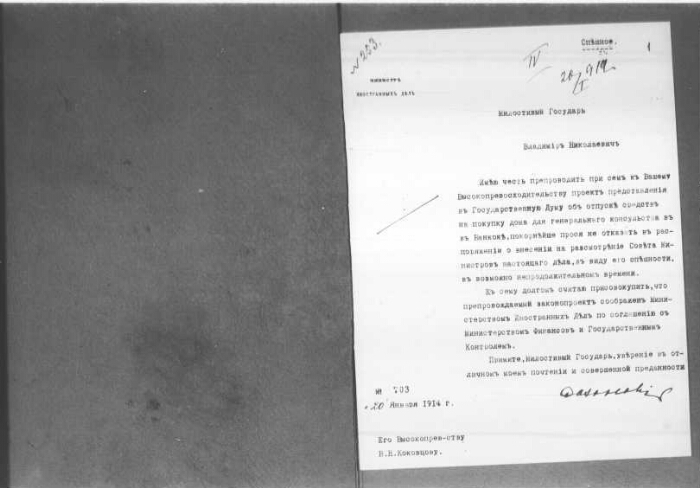 № 203.
Спѣшное.
1
IV
министръ
иностранныхъ дѣлъ
Милостивый Государь
Владиміръ Николаевичъ
Имѣю честь препроводить при семъ къ Вашему
Высокопревосходительству проектъ представленія
въ Государственную Думу объ отпускѣ средствъ
на покупку дома для генеральнаго консульства въ
въ Банкокѣ, покорнѣйше прося не отказать въ рас-
поряженіи о внесеніи на разсмотрѣніе Совѣта Ми-
нистровъ настоящаго дѣла, въ виду его спѣшности,
въ возможно непродолжительномъ времени.
Къ сему долгомъ считаю присовокупить, что
препровождаемый законопроектъ соображенъ Мини-
стерствомъ Иностранныхъ Дѣлъ по соглашенію съ
Министерствомъ Финансовъ и Государственнымъ
Контролемъ.
Примите, Милостивый Государь, увѣреніе въ от-
личномъ моемъ почтеніи и совершенной преданности
№ 703
"20" Января 1914 г.
Его Высокопрев-ству
В.Н.Коковцову.